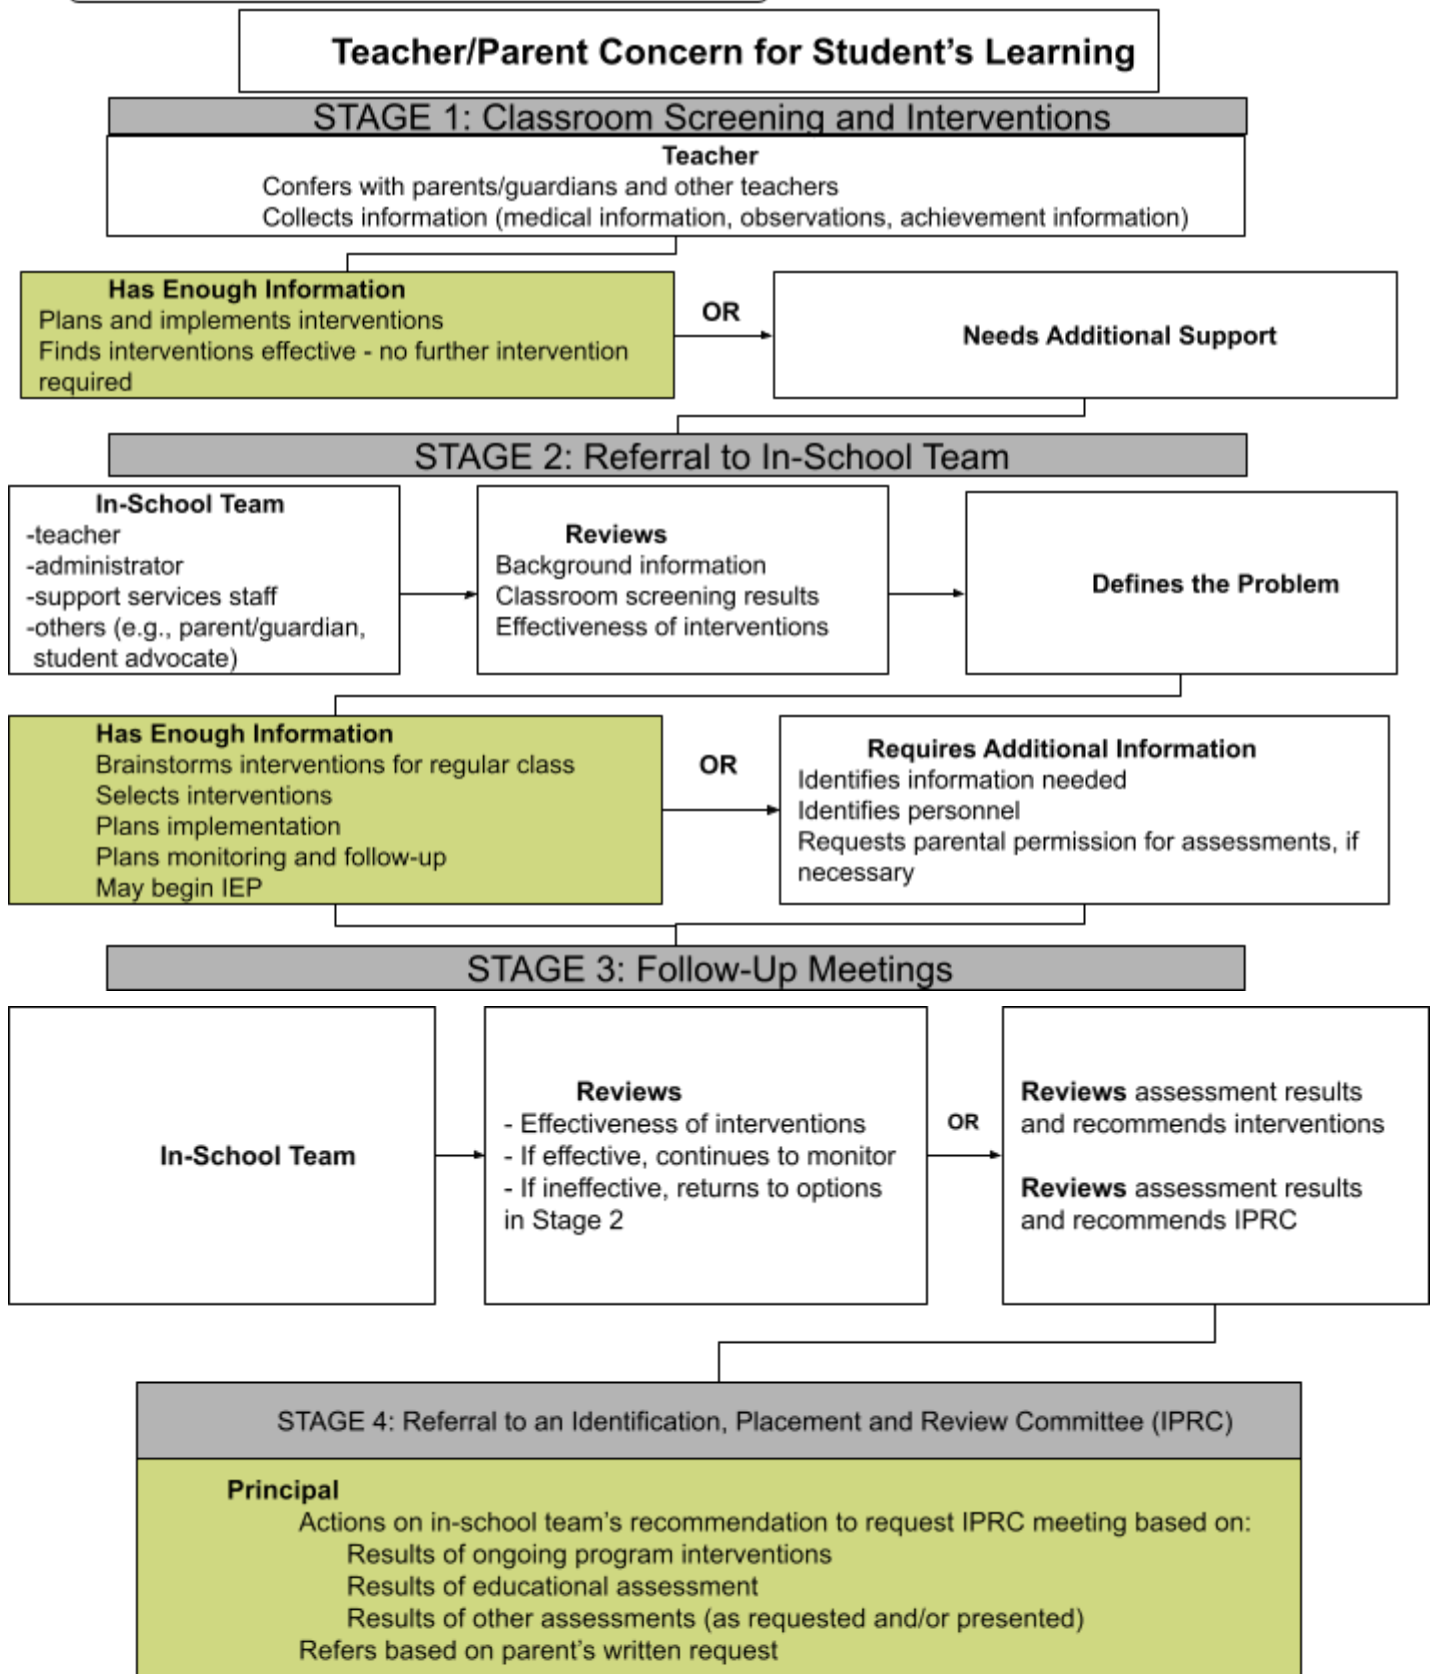 Teacher/Parent Concern for Student's Learning
STAGE 1: Classroom Screening and Interventions
Teacher
Confers with parents/guardians and other teachers
Collects information (medical information, observations, achievement information)
Has Enough Information
Plans and implements interventions
Finds interventions effective - no further intervention
required
OR
Needs Additional Support
STAGE 2: Referral to In-School Team
In-School Team
-teacher
-administrator
-support services staff
-others (e.g., parent/guardian,
student advocate)
Reviews
Background information
Classroom screening results
Effectiveness of interventions
Defines the Problem
Has Enough Information
Brainstorms interventions for regular class
Selects interventions
Plans implementation
Plans monitoring and follow-up
May begin IEP
OR
Requires Additional Information
Identifies information needed
Identifies personnel
Requests parental permission for assessments, if
necessary
STAGE 3: Follow-Up Meetings
In-School Team
Reviews
- Effectiveness of interventions
- If effective, continues to monitor
- If ineffective, returns to options
in Stage 2
OR
Reviews assessment results
and recommends interventions
Reviews assessment results
and recommends IPRC
STAGE 4: Referral to an Identification, Placement and Review Committee (IPRC)
Principal
Actions on in-school team's recommendation to request IPRC meeting based on:
Results of ongoing program interventions
Results of educational assessment
Results of other assessments (as requested and/or presented)
Refers based on parent's written request